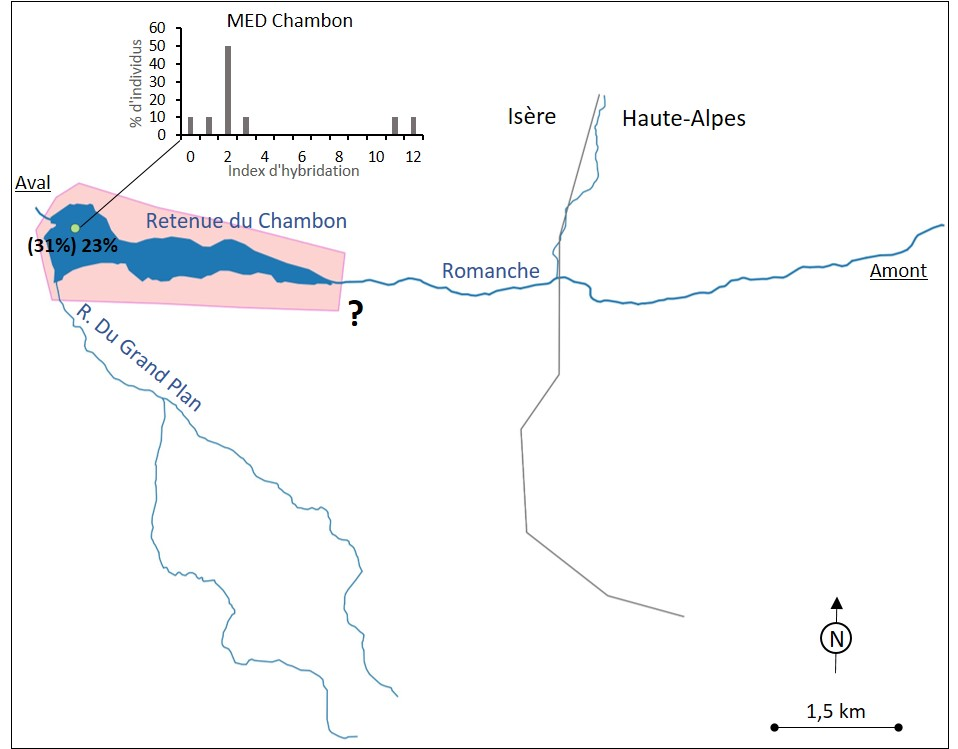 MED Chambon
60
50
40
30
20
10
0
% d'individus
0 2 4 6 8 10 12
Index d'hybridation
Isère
Haute-Alpes
Aval
Retenue du Chambon
(31%) 23%
Romanche
Amont
?
R. Du Grand Plan
N
1,5 km